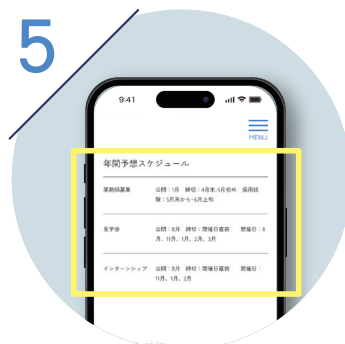 5
9:41
MENU
年間予想スケジュール
薬剤師募集 公開：1月 締切：4月末-5月初め 採用試
験：5月末から-6月上旬
見学会 公開：8月 締切：開催日直前 開催日：8
月、11月、1月、2月、3月
インターンシップ 公開：8月 締切：開催日直前 開催日：
11月、1月、2月